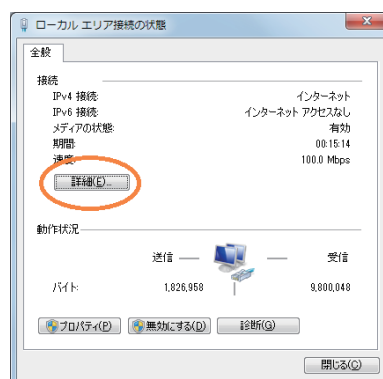 ローカル エリア接続の状態
全般
接続
IPv4 接続: インターネット
IPv6 接続: インターネット アクセスなし
メディアの状態: 有効
期間: 00:15:14
速度: 100.0 Mbps
詳細(E)...
動作状況
送信 受信
バイト: 1,826,958 9,800,048
プロパティ(P) 無効にする(D) 診断(G)
閉じる(C)